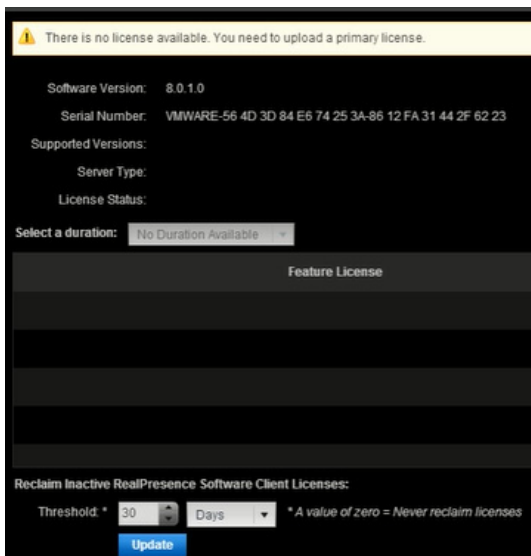 There is no license available. You need to upload a primary license.
Software Version: 8.0.1.0
Serial Number: VMWARE-56 4D 3D 84 E6 74 25 3A-86 12 FA 31 44 2F 62 23
Supported Versions:
Server Type:
License Status:
Select a duration: No Duration Available
Feature License
Reclaim Inactive RealPresence Software Client Licenses:
Threshold: * 30 Days * A value of zero = Never reclaim licenses
Update